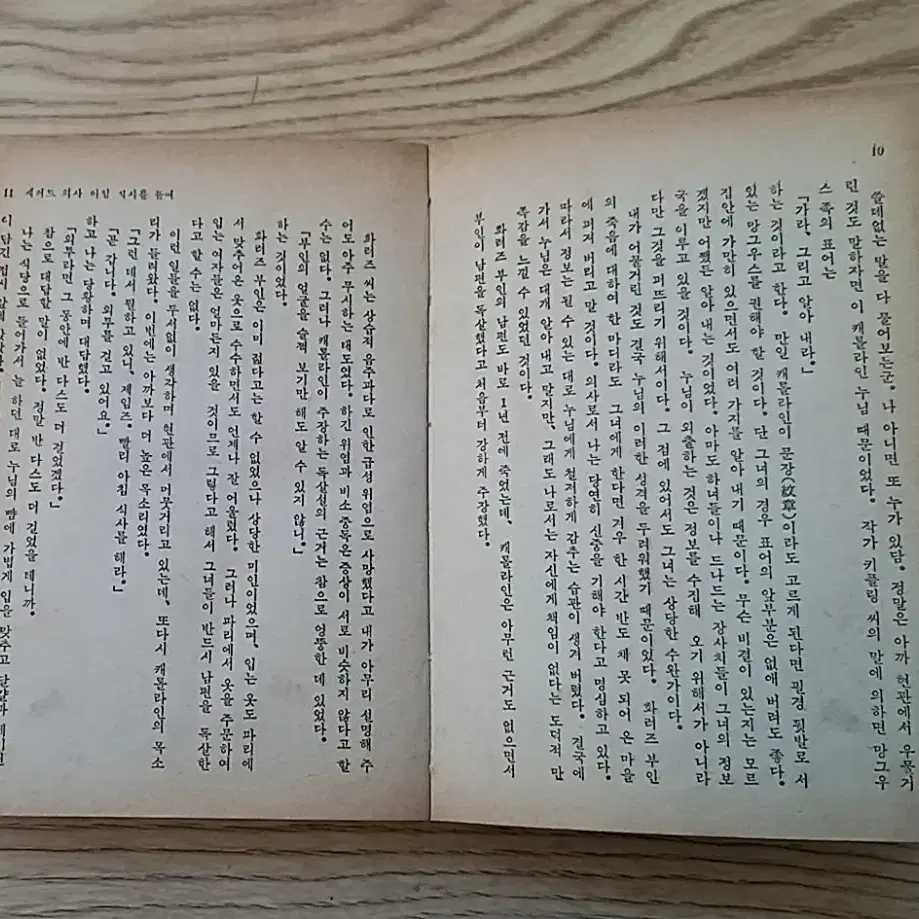 10
쓸데없는 말을 다 물어보든군. 나 아니면 또 누가 있담. 정말은 아까 현관에서 우물거
린 것도 말하자면 이 캐롤라인 누님 때문이었다. 작가 키플링 씨의 말에 의하면 망그우
스 족의 표어는
「가라, 그리고 알아 내라.」
하는 것이라고 한다. 만일 캐롤라인이 문장(紋章)이라도 고르게 된다면 필경 뒷발로 서
있는 망그우스를 권해야 할 것이다. 단 그녀의 경우 표어의 앞부분은 없애 버려도 좋다.
집안에 가만히 있으면서도 여러 가지를 알아 내기 때문이다. 무슨 비결이 있는지는 모르
겠지만 어쨌든 알아 내는 것이었다. 아마도 하녀들이나 드나드는 장사치들이 그녀의 정보
국을 이루고 있을 것이다. 누님이 외출하는 것은 정보를 수집해 오기 위해서가 아니라
다만 그것을 퍼뜨리기 위해서이다. 그 점에 있어서도 그녀는 상당한 수완가이다.
내가 어물거린 것도 결국 누님의 이러한 성격을 두려워했기 때문이었다. 화러즈 부인
의 죽음에 대하여 한 마디라도 그녀에게 한다면 겨우 한 시간 반도 채 못 되어 온 마을
에 퍼져 버리고 말 것이다. 의사로서 나는 당연히 신중을 기해야 한다고 명심하고 있다.
따라서 정보는 될 수 있는 대로 누님에게 철저하게 감추는 습관이 생겨 버렸다. 결국에
가서 누님은 대개 알아내고 말지만, 그래도 나로서는 자신에게 책임이 없다는 도덕적 만
족감을 느낄 수 있었던 것이다.
화러즈 부인의 남편도 바로 1년 전에 죽었는데, 캐롤라인은 아무런 근거도 없으면서
부인이 남편을 독살했다고 처음부터 강하게 주장했다.
11 의사 아침 식사를 들며
화러즈 씨는 상습적 음주과다로 인한 급성 위염으로 사망했다고 내가 아무리 설명해 주
어도 아주 무시하는 태도였다. 하긴 위염과 비소 중독은 증상이 서로 비슷하지 않다고 할
수는 없다. 그러나 캐롤라인이 주장하는 독살설의 근거는 참으로 엉뚱한 데 있었다.
「부인의 얼굴을 슬쩍 보기만 해도 알 수 있지 않니.」
하는 것이었다.
화러즈 부인은 이미 젊다고는 할 수 없었으나 상당한 미인이었으며, 입는 옷도 파리에
서 맞추어온 옷으로 수수하면서도 언제나 잘 어울렸다. 그러나 파리에서 옷을 주문하여
입는 여자들은 얼마든지 있을 것이므로 그렇다고 해서 그녀들이 반드시 남편을 독살한
다고 할 수는 없다.
이런 일들을 무심없이 생각하며 현관에서 머뭇거리고 있는데, 또다시 캐롤라인의 목소
리가 들려왔다. 이번에는 아까보다 더 높은 목소리였다.
「그런 데서 뭘하고 있니, 제임즈. 빨리 아침 식사를 해라.」
「곧 갑니다. 외투를 걸고 있어요.」
하고 나는 당황하며 대답했다.
「외투라면 그 동안에 반 다스도 더 걸었겠다.」
참으로 대답할 말이 없었다. 정말 반 다스도 더 걸었을 테니까.
나는 식당으로 들어가서 늘 하던 대로 누님의 뺨에 가볍게 입을 맞추고